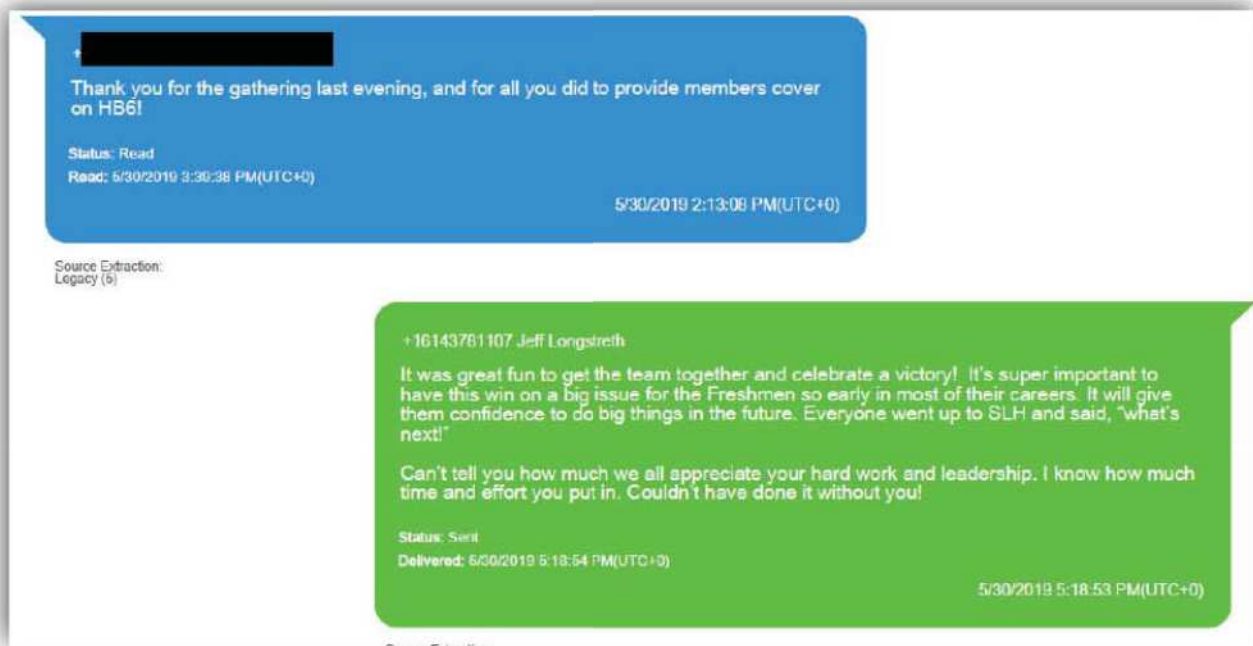 +
Thank you for the gathering last evening, and for all you did to provide members cover
on HB6!
Status: Read
Read: 5/30/2019 3:39:38 PM(UTC+0)
5/30/2019 2:13:08 PM(UTC+0)
Source Extraction:
Legacy (5)
+16143761107 Jeff Longstreth
It was great fun to get the team together and celebrate a victory! It's super important to
have this win on a big issue for the Freshmen so early in most of their careers. It will give
them confidence to do big things in the future. Everyone went up to SLH and said, "what's
next!"
Can't tell you how much we all appreciate your hard work and leadership. I know how much
time and effort you put in. Couldn't have done it without you!
Status: Sent
Delivered: 5/30/2019 5:18:54 PM(UTC+0)
5/30/2019 5:18:53 PM(UTC+0)